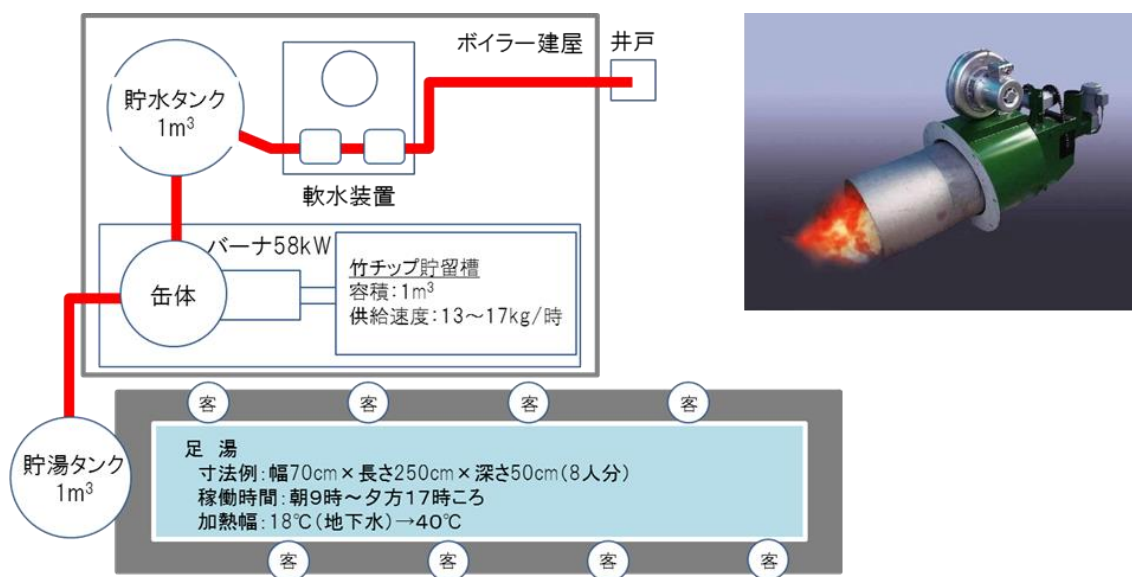 ボイラー建屋
井戸
貯水タンク
1m³
軟水装置
バーナ58kW
缶体
竹チップ貯留槽
容積：1m³
供給速度：13～17kg/時
客
客
客
客
貯湯タンク
1m³
足 湯
寸法例：幅70cm×長さ250cm×深さ50cm(8人分)
稼働時間：朝９時～夕方１７時ころ
加熱幅：18℃(地下水)→40℃
客
客
客
客